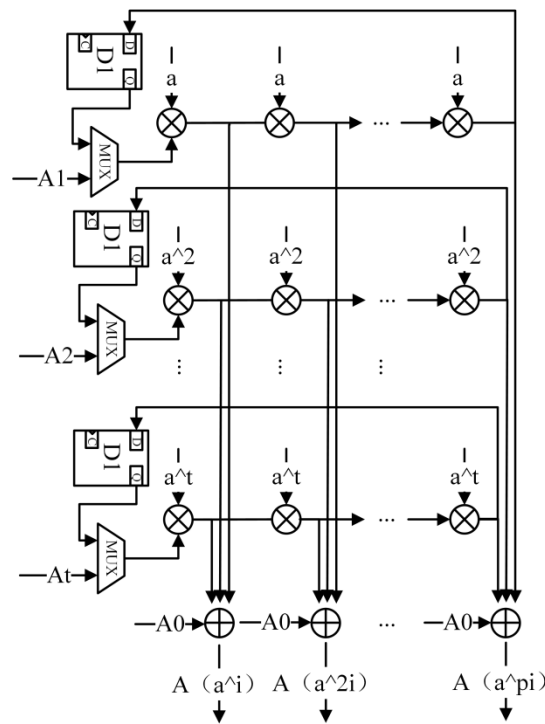 C D
D1
Q
a a a
MUX
...
A1
C D
D1
Q
a^2 a^2 a^2
MUX
...
A2
... ... ...
C D
D1
Q
a^t a^t a^t
MUX
...
At
A0 A0 ... A0
A（a^i） A（a^2i） A（a^pi）